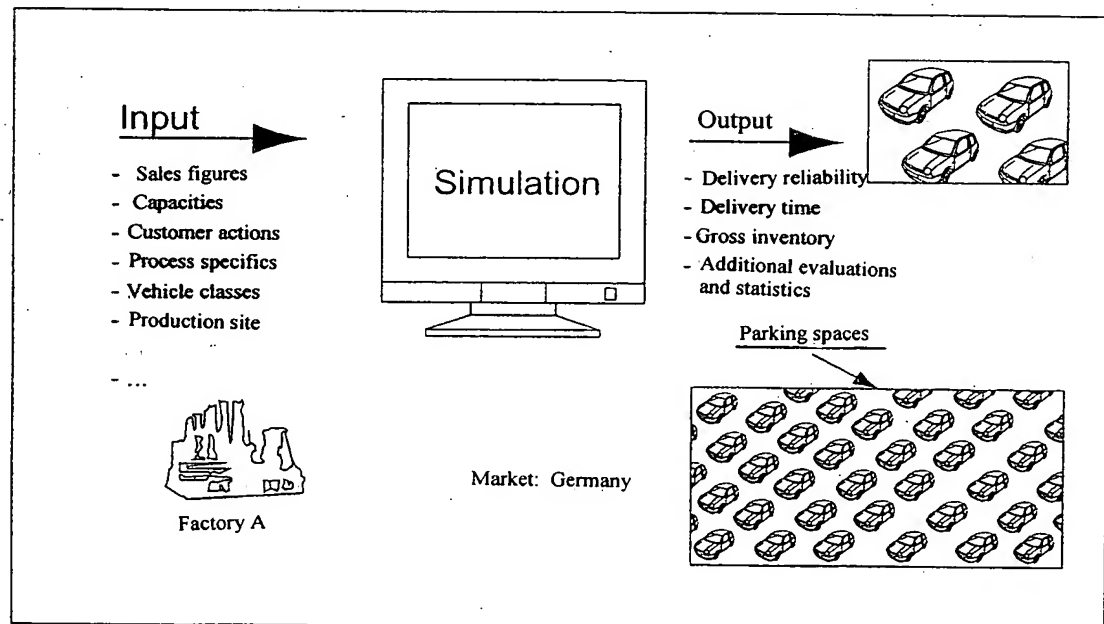 Input
- Sales figures
- Capacities
- Customer actions
- Process specifics
- Vehicle classes
- Production site
- ...
Factory A
Simulation
Market: Germany
Output
- Delivery reliability
- Delivery time
- Gross inventory
- Additional evaluations
and statistics
Parking spaces